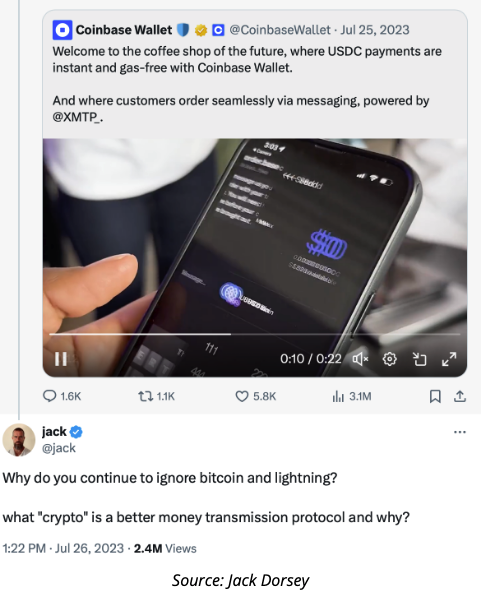 Coinbase Wallet @CoinbaseWallet · Jul 25, 2023
Welcome to the coffee shop of the future, where USDC payments are
instant and gas-free with Coinbase Wallet.
And where customers order seamlessly via messaging, powered by
@XMTP_.
3:03
$0
111
0:10 / 0:22
1.6K 1.1K 5.8K 3.1M
jack
@jack
Why do you continue to ignore bitcoin and lightning?
what "crypto" is a better money transmission protocol and why?
1:22 PM · Jul 26, 2023 · 2.4M Views
Source: Jack Dorsey